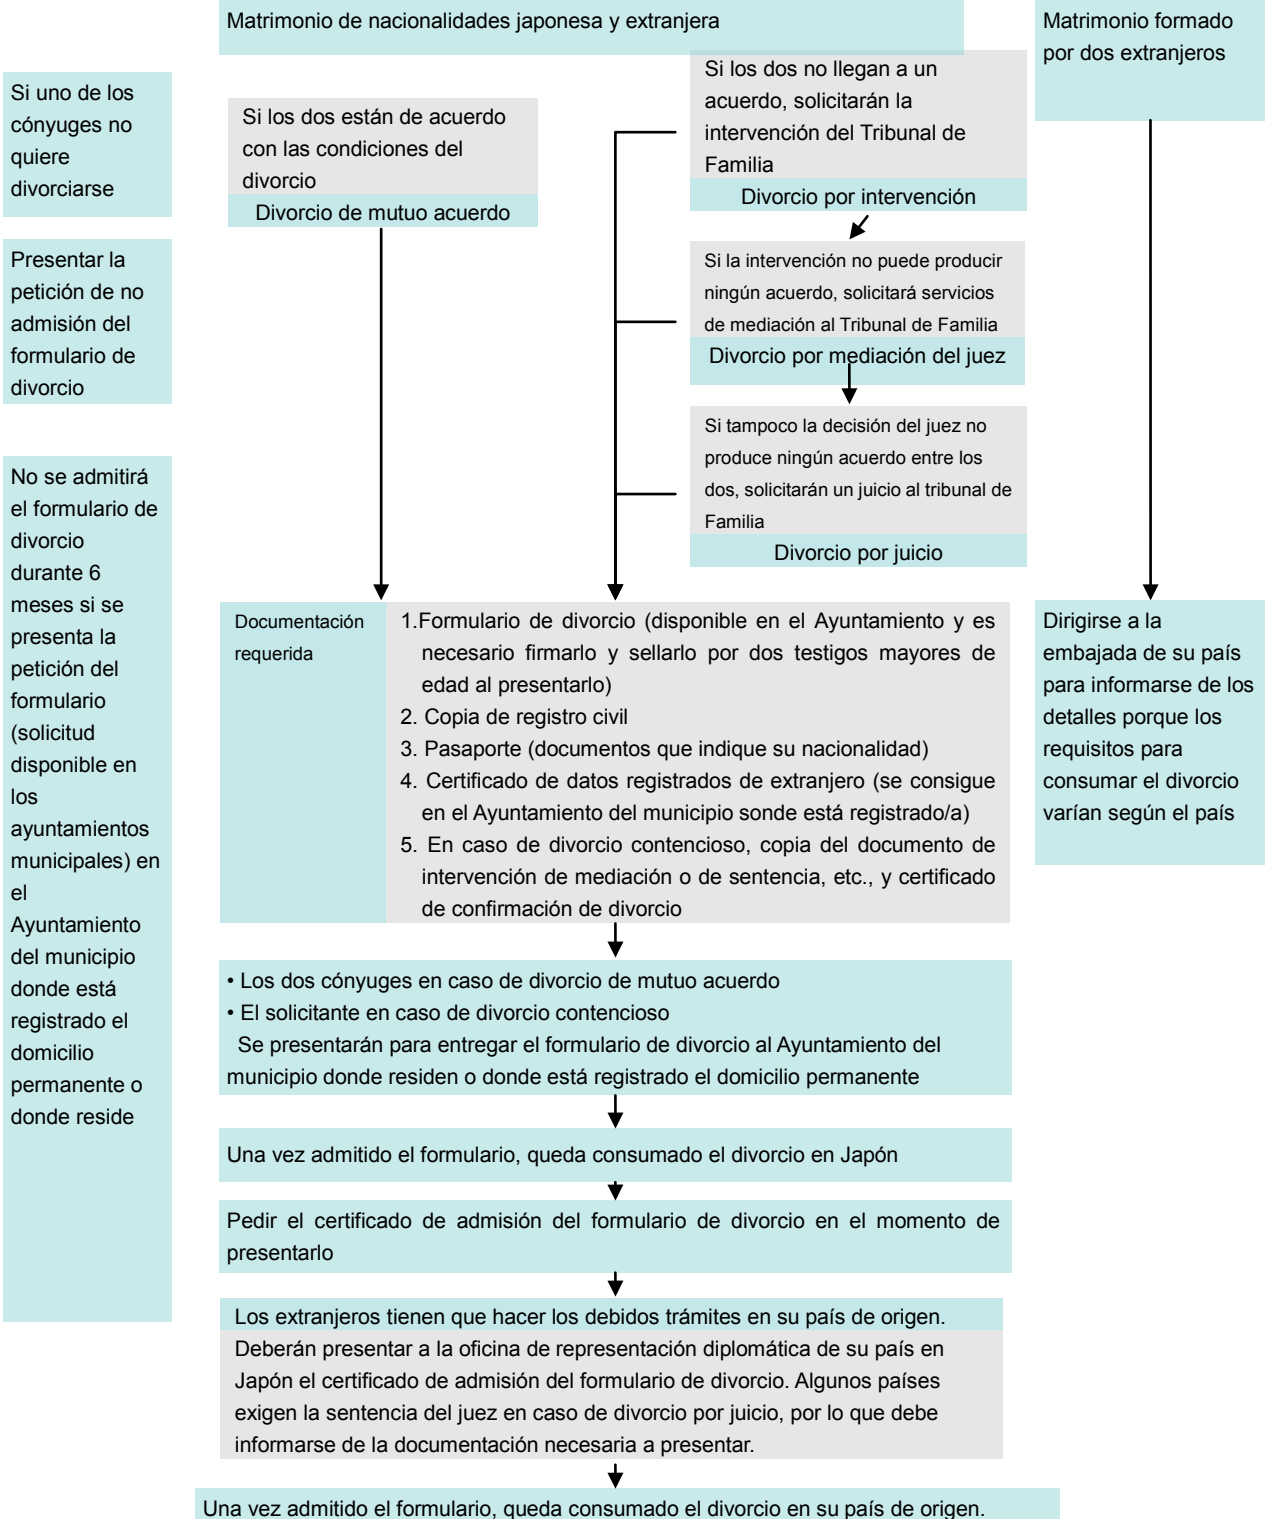 Matrimonio de nacionalidades japonesa y extranjera
Matrimonio formado
por dos extranjeros
Si uno de los
cónyuges no
quiere
divorciarse
Si los dos están de acuerdo
con las condiciones del
divorcio
Divorcio de mutuo acuerdo
Si los dos no llegan a un
acuerdo, solicitarán la
intervención del Tribunal de
Familia
Divorcio por intervención
Presentar la
petición de no
admisión del
formulario de
divorcio
Si la intervención no puede producir
ningún acuerdo, solicitará servicios
de mediación al Tribunal de Familia
Divorcio por mediación del juez
Si tampoco la decisión del juez no
produce ningún acuerdo entre los
dos, solicitarán un juicio al tribunal de
Familia
Divorcio por juicio
No se admitirá
el formulario de
divorcio
durante 6
meses si se
presenta la
petición del
formulario
(solicitud
disponible en
los
ayuntamientos
municipales) en
el
Ayuntamiento
del municipio
donde está
registrado el
domicilio
permanente o
donde reside
Documentación
requerida
1.Formulario de divorcio (disponible en el Ayuntamiento y es
necesario firmarlo y sellarlo por dos testigos mayores de
edad al presentarlo)
2. Copia de registro civil
3. Pasaporte (documentos que indique su nacionalidad)
4. Certificado de datos registrados de extranjero (se consigue
en el Ayuntamiento del municipio sonde está registrado/a)
5. En caso de divorcio contencioso, copia del documento de
intervención de mediación o de sentencia, etc., y certificado
de confirmación de divorcio
Dirigirse a la
embajada de su país
para informarse de los
detalles porque los
requisitos para
consumar el divorcio
varían según el país
• Los dos cónyuges en caso de divorcio de mutuo acuerdo
• El solicitante en caso de divorcio contencioso
Se presentarán para entregar el formulario de divorcio al Ayuntamiento del
municipio donde residen o donde está registrado el domicilio permanente
Una vez admitido el formulario, queda consumado el divorcio en Japón
Pedir el certificado de admisión del formulario de divorcio en el momento de
presentarlo
Los extranjeros tienen que hacer los debidos trámites en su país de origen.
Deberán presentar a la oficina de representación diplomática de su país en
Japón el certificado de admisión del formulario de divorcio. Algunos países
exigen la sentencia del juez en caso de divorcio por juicio, por lo que debe
informarse de la documentación necesaria a presentar.
Una vez admitido el formulario, queda consumado el divorcio en su país de origen.